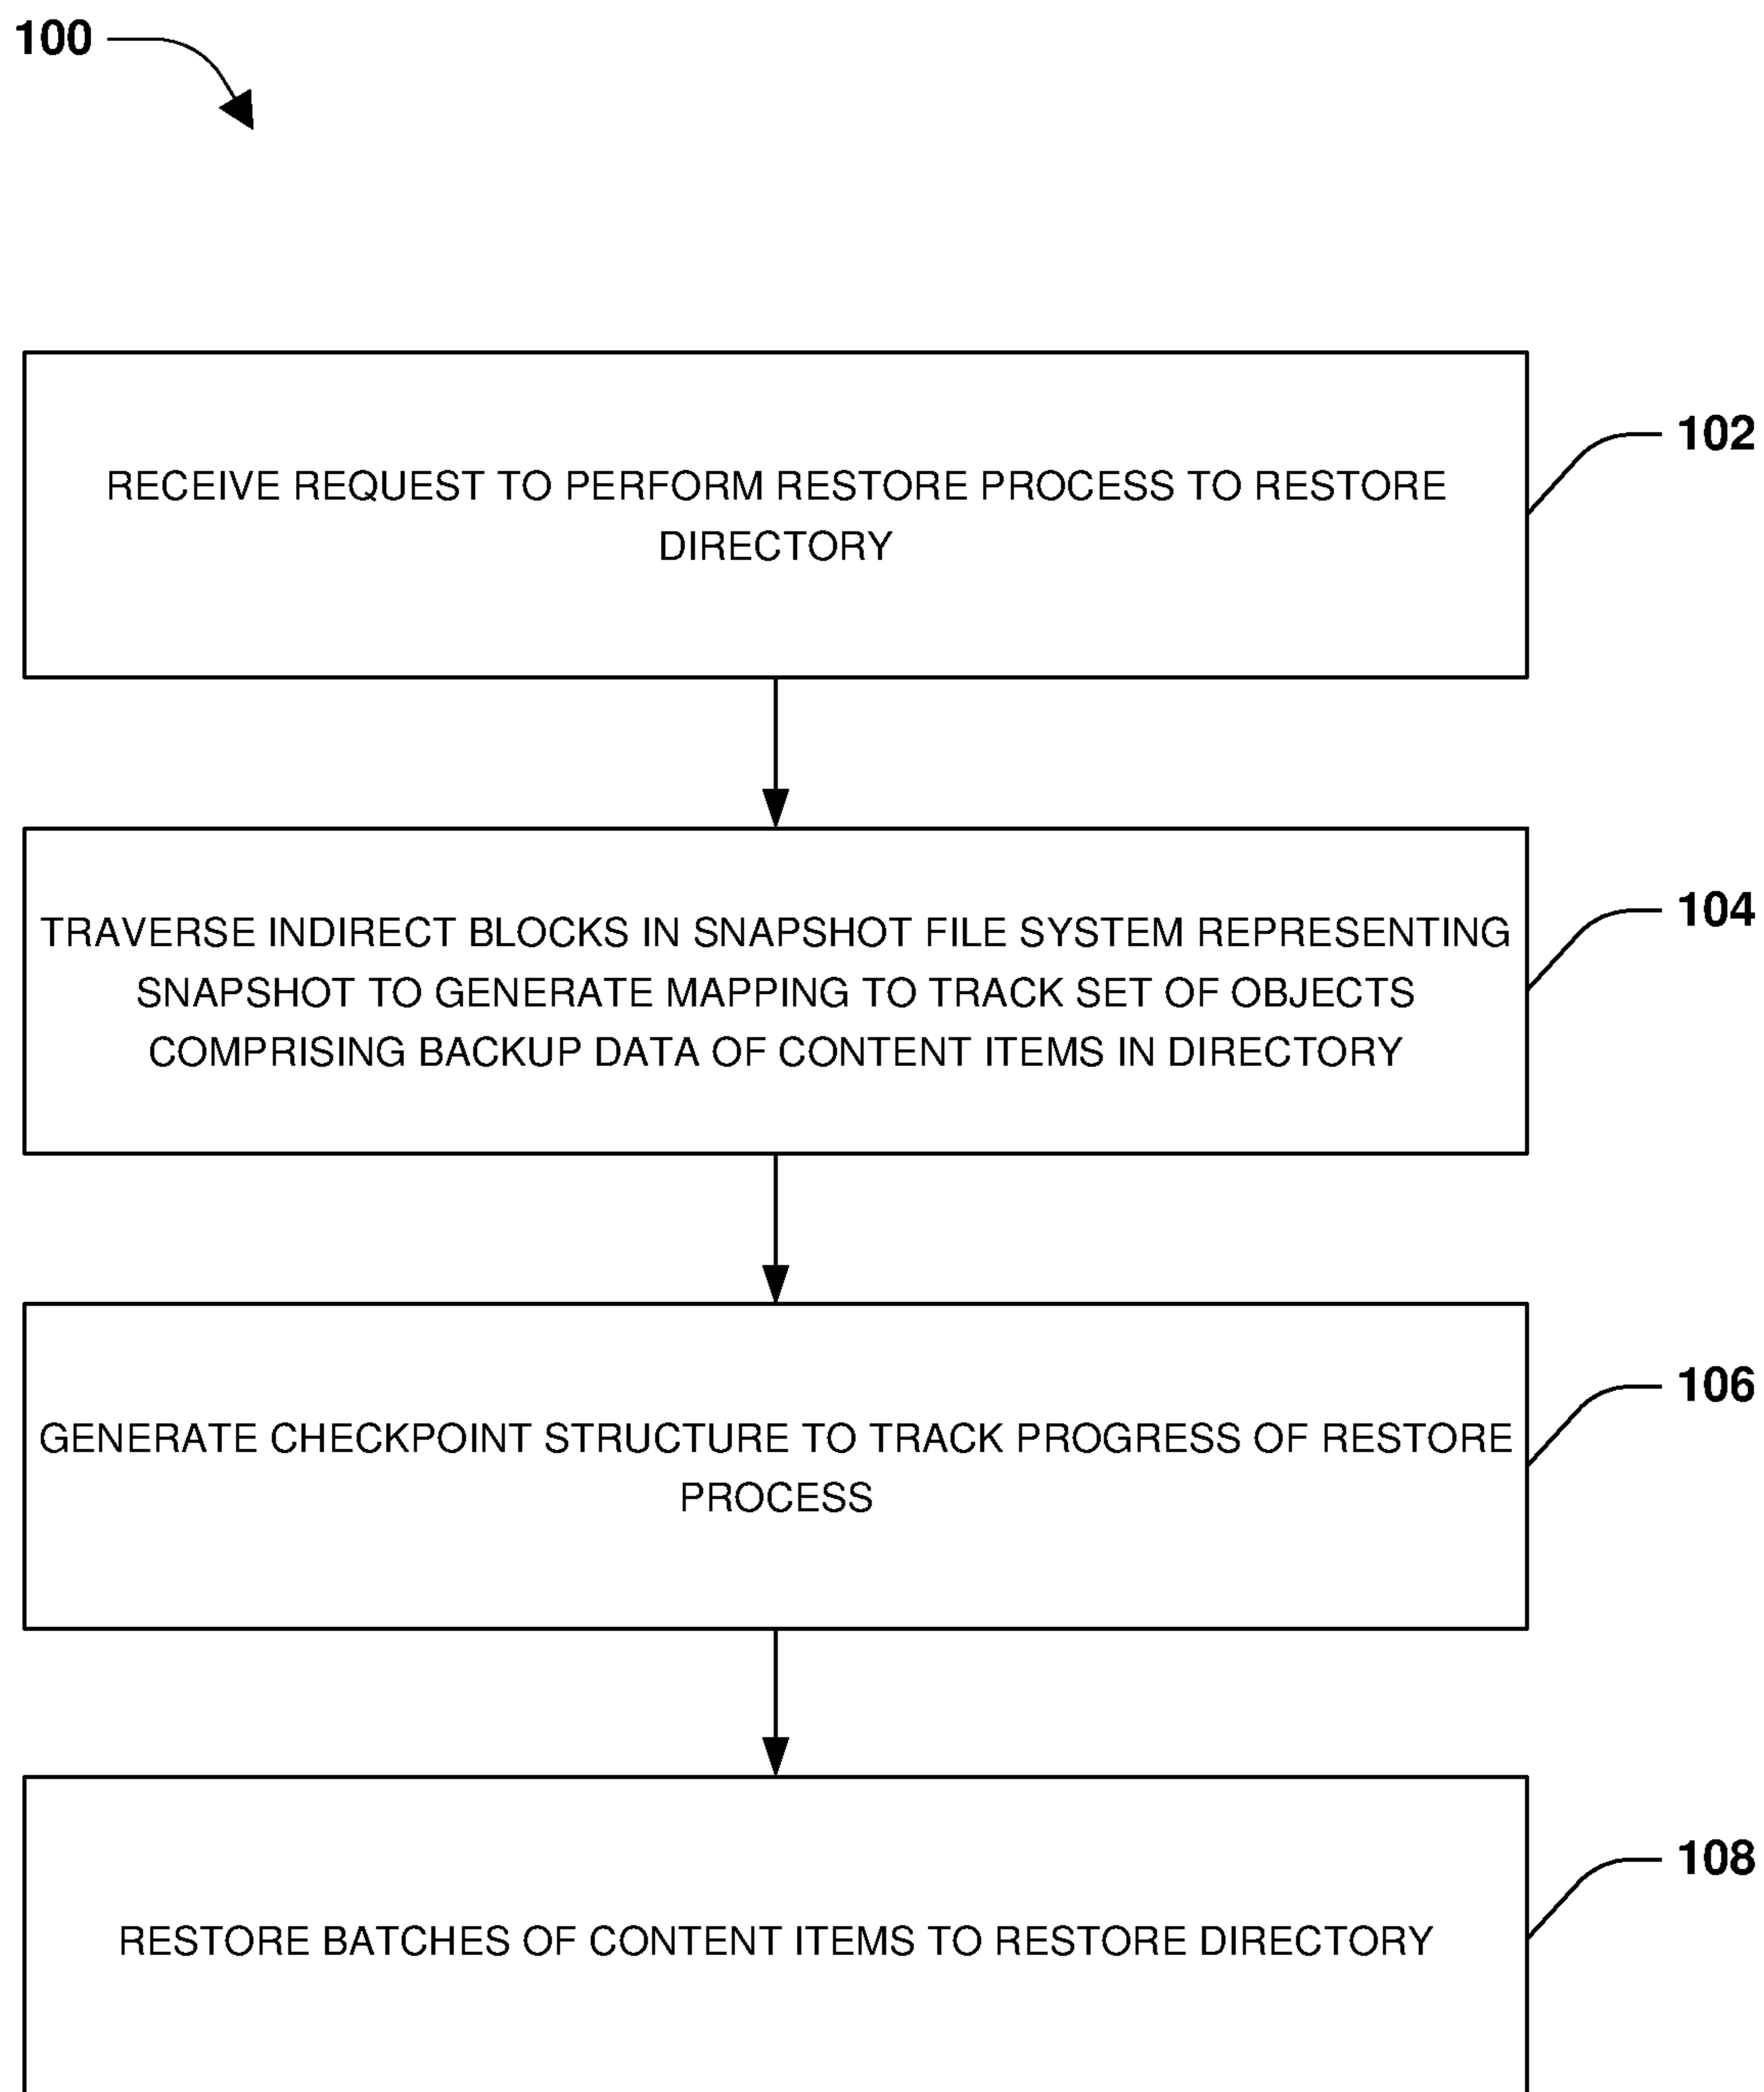 100
RECEIVE REQUEST TO PERFORM RESTORE PROCESS TO RESTORE
DIRECTORY
102
TRAVERSE INDIRECT BLOCKS IN SNAPSHOT FILE SYSTEM REPRESENTING
SNAPSHOT TO GENERATE MAPPING TO TRACK SET OF OBJECTS
COMPRISING BACKUP DATA OF CONTENT ITEMS IN DIRECTORY
104
GENERATE CHECKPOINT STRUCTURE TO TRACK PROGRESS OF RESTORE
PROCESS
106
RESTORE BATCHES OF CONTENT ITEMS TO RESTORE DIRECTORY
108